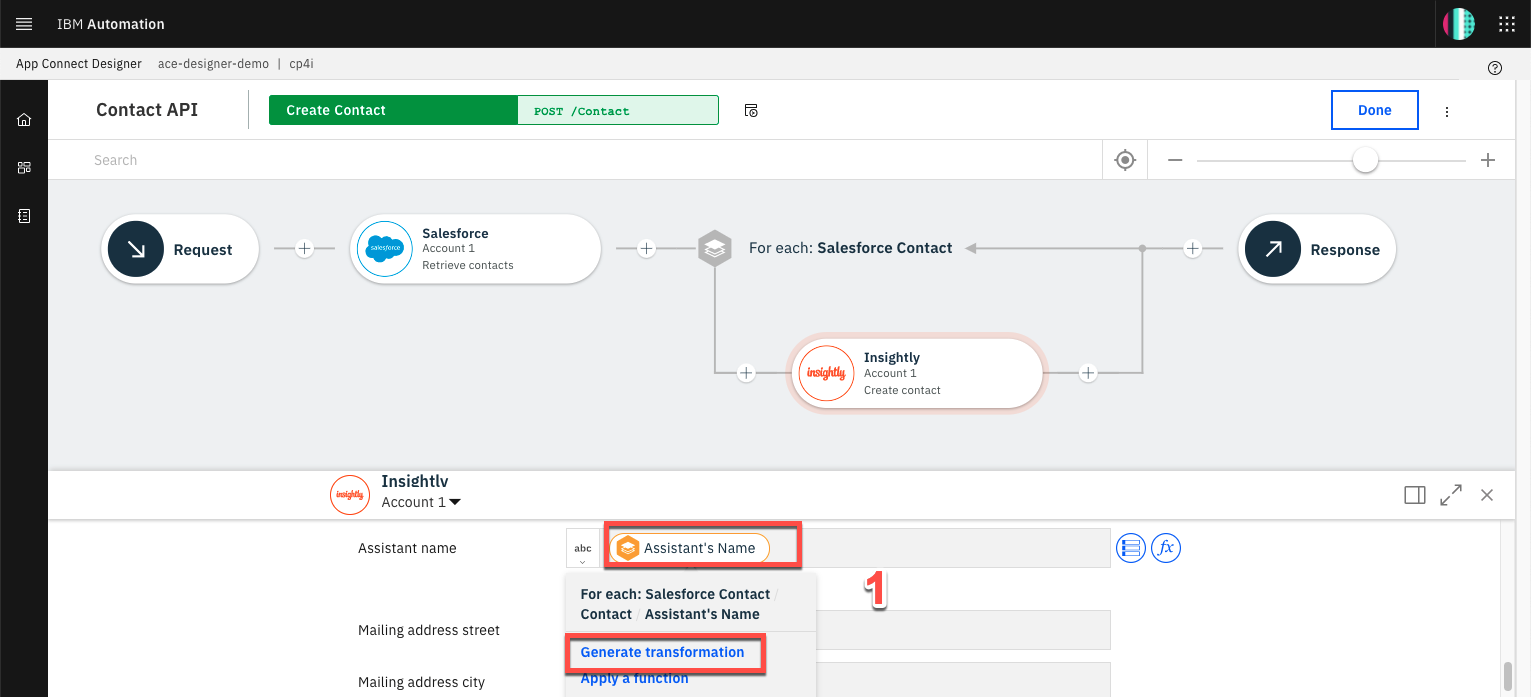 IBM Automation
App Connect Designer ace-designer-demo | cp4i
Contact API
Create Contact
POST /Contact
Done
Search
Request
salesforce
Salesforce
Account 1
Retrieve contacts
For each: Salesforce Contact
Response
insightly
Insightly
Account 1
Create contact
insightly
Insightly
Account 1
Assistant name
abc
Assistant's Name
fx
1
For each: Salesforce Contact /
Contact / Assistant's Name
Mailing address street
Generate transformation
Apply a function
Mailing address city